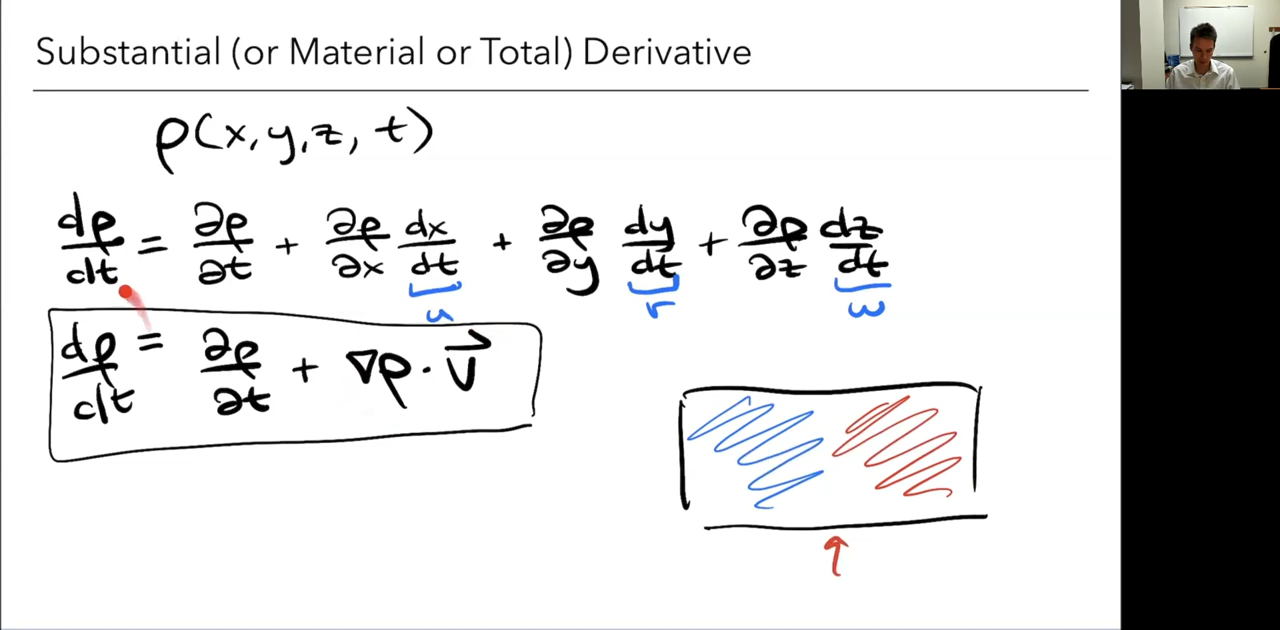 Substantial (or Material or Total) Derivative
ρ(x,y,z,t)
dρ/dt = ∂ρ/∂t + ∂ρ/∂x dx/dt + ∂ρ/∂y dy/dt + ∂ρ/∂z dz/dt
u v w
dρ/dt = ∂ρ/∂t + ∇ρ · V⃗